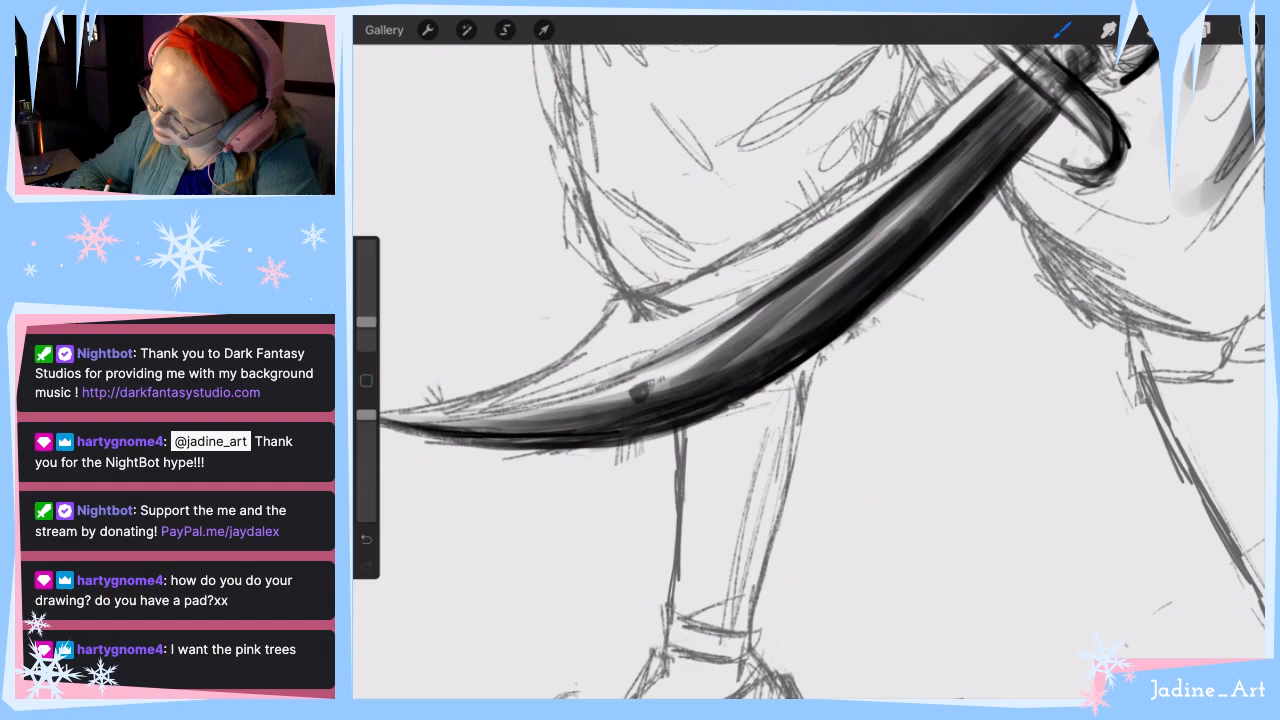 Gallery
Nightbot: Thank you to Dark Fantasy
Studios for providing me with my background
music ! http://darkfantasystudio.com
hartygnome4: @jadine_art Thank
you for the NightBot hype!!!
Nightbot: Support the me and the
stream by donating! PayPal.me/jaydalex
hartygnome4: how do you do your
drawing? do you have a pad?xx
hartygnome4: I want the pink trees
Jadine_Art